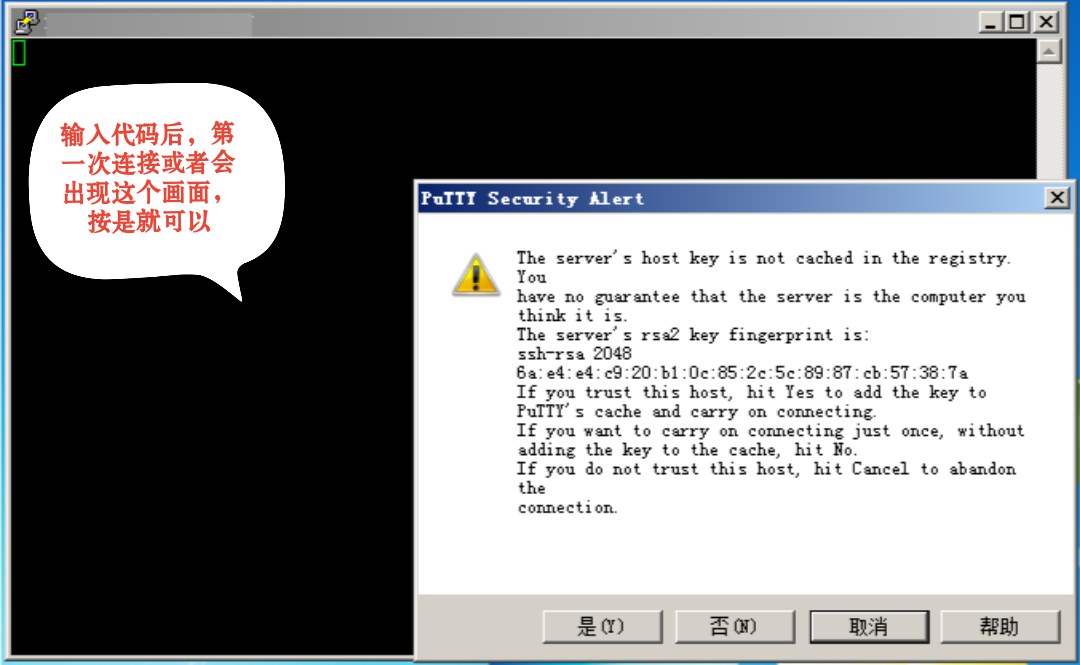 输入代码后，第
一次连接或者会
出现这个画面，
按是就可以
PuTTY Security Alert
The server's host key is not cached in the registry.
You
have no guarantee that the server is the computer you
think it is.
The server's rsa2 key fingerprint is:
ssh-rsa 2048
6a:e4:e4:c9:20:b1:0c:85:2c:5c:89:87:cb:57:38:7a
If you trust this host, hit Yes to add the key to
PuTTY's cache and carry on connecting.
If you want to carry on connecting just once, without
adding the key to the cache, hit No.
If you do not trust this host, hit Cancel to abandon
the
connection.
是(Y) 否(N) 取消 帮助